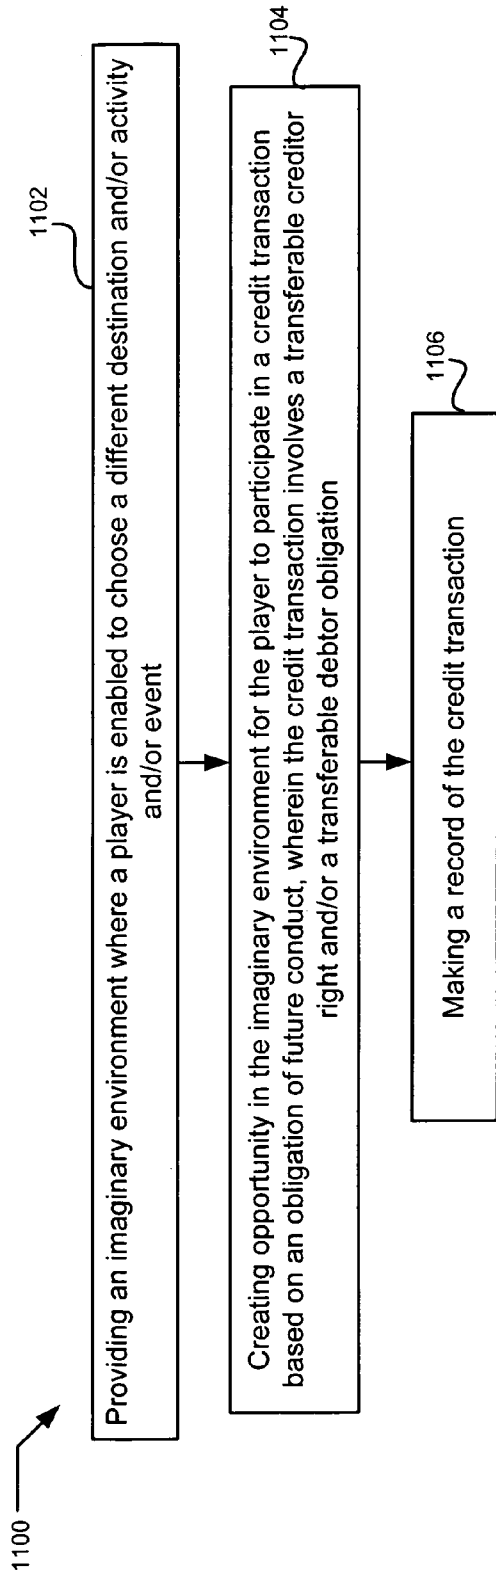 1100
1102
Providing an imaginary environment where a player is enabled to choose a different destination and/or activity
and/or event
1104
Creating opportunity in the imaginary environment for the player to participate in a credit transaction
based on an obligation of future conduct, wherein the credit transaction involves a transferable creditor
right and/or a transferable debtor obligation
1106
Making a record of the credit transaction